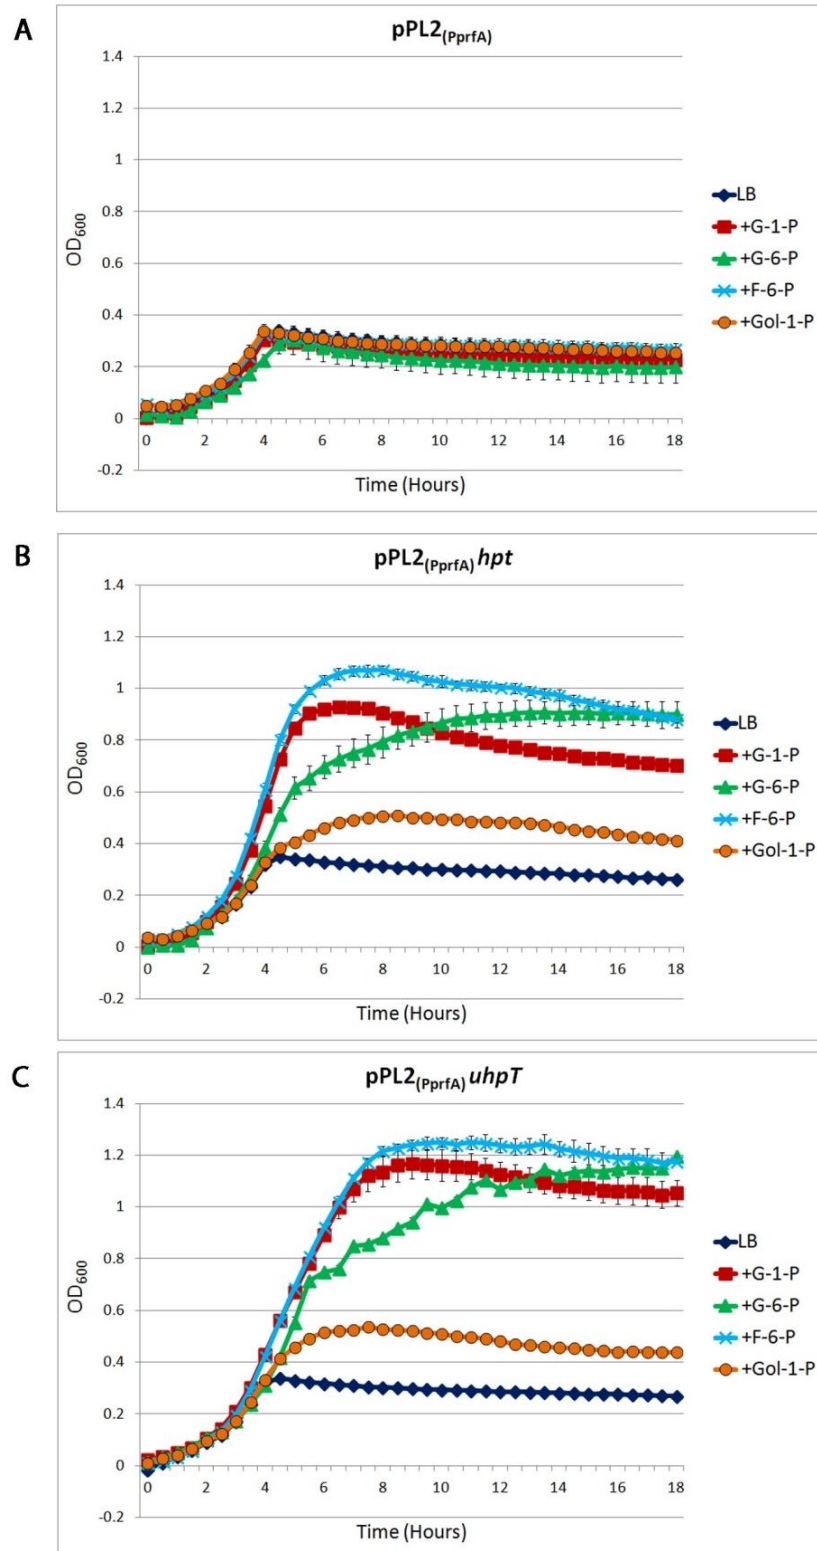 A
pPL2(PprfA)
1.4
1.2
1
0.8
0.6
0.4
0.2
0
-0.2
OD600
0 2 4 6 8 10 12 14 16 18
Time (Hours)
LB
+G-1-P
+G-6-P
+F-6-P
+Gol-1-P
B
pPL2(PprfA) hpt
1.4
1.2
1
0.8
0.6
0.4
0.2
0
-0.2
OD600
0 2 4 6 8 10 12 14 16 18
Time (Hours)
LB
+G-1-P
+G-6-P
+F-6-P
+Gol-1-P
C
pPL2(PprfA) uhpT
1.4
1.2
1
0.8
0.6
0.4
0.2
0
-0.2
OD600
0 2 4 6 8 10 12 14 16 18
Time (Hours)
LB
+G-1-P
+G-6-P
+F-6-P
+Gol-1-P